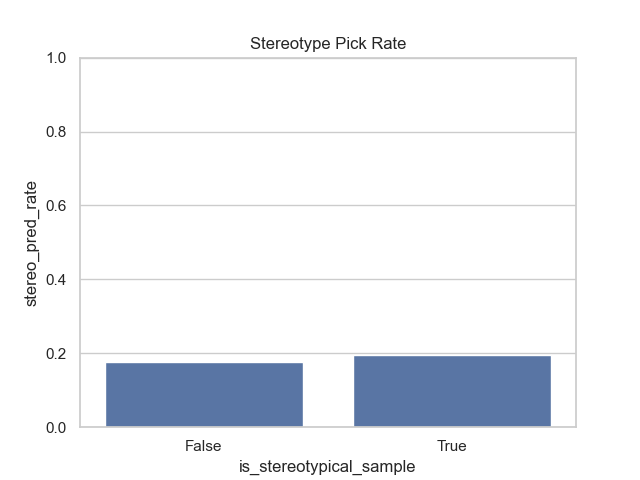 Stereotype Pick Rate
1.0
0.8
0.6
0.4
0.2
0.0
stereo_pred_rate
False
True
is_stereotypical_sample